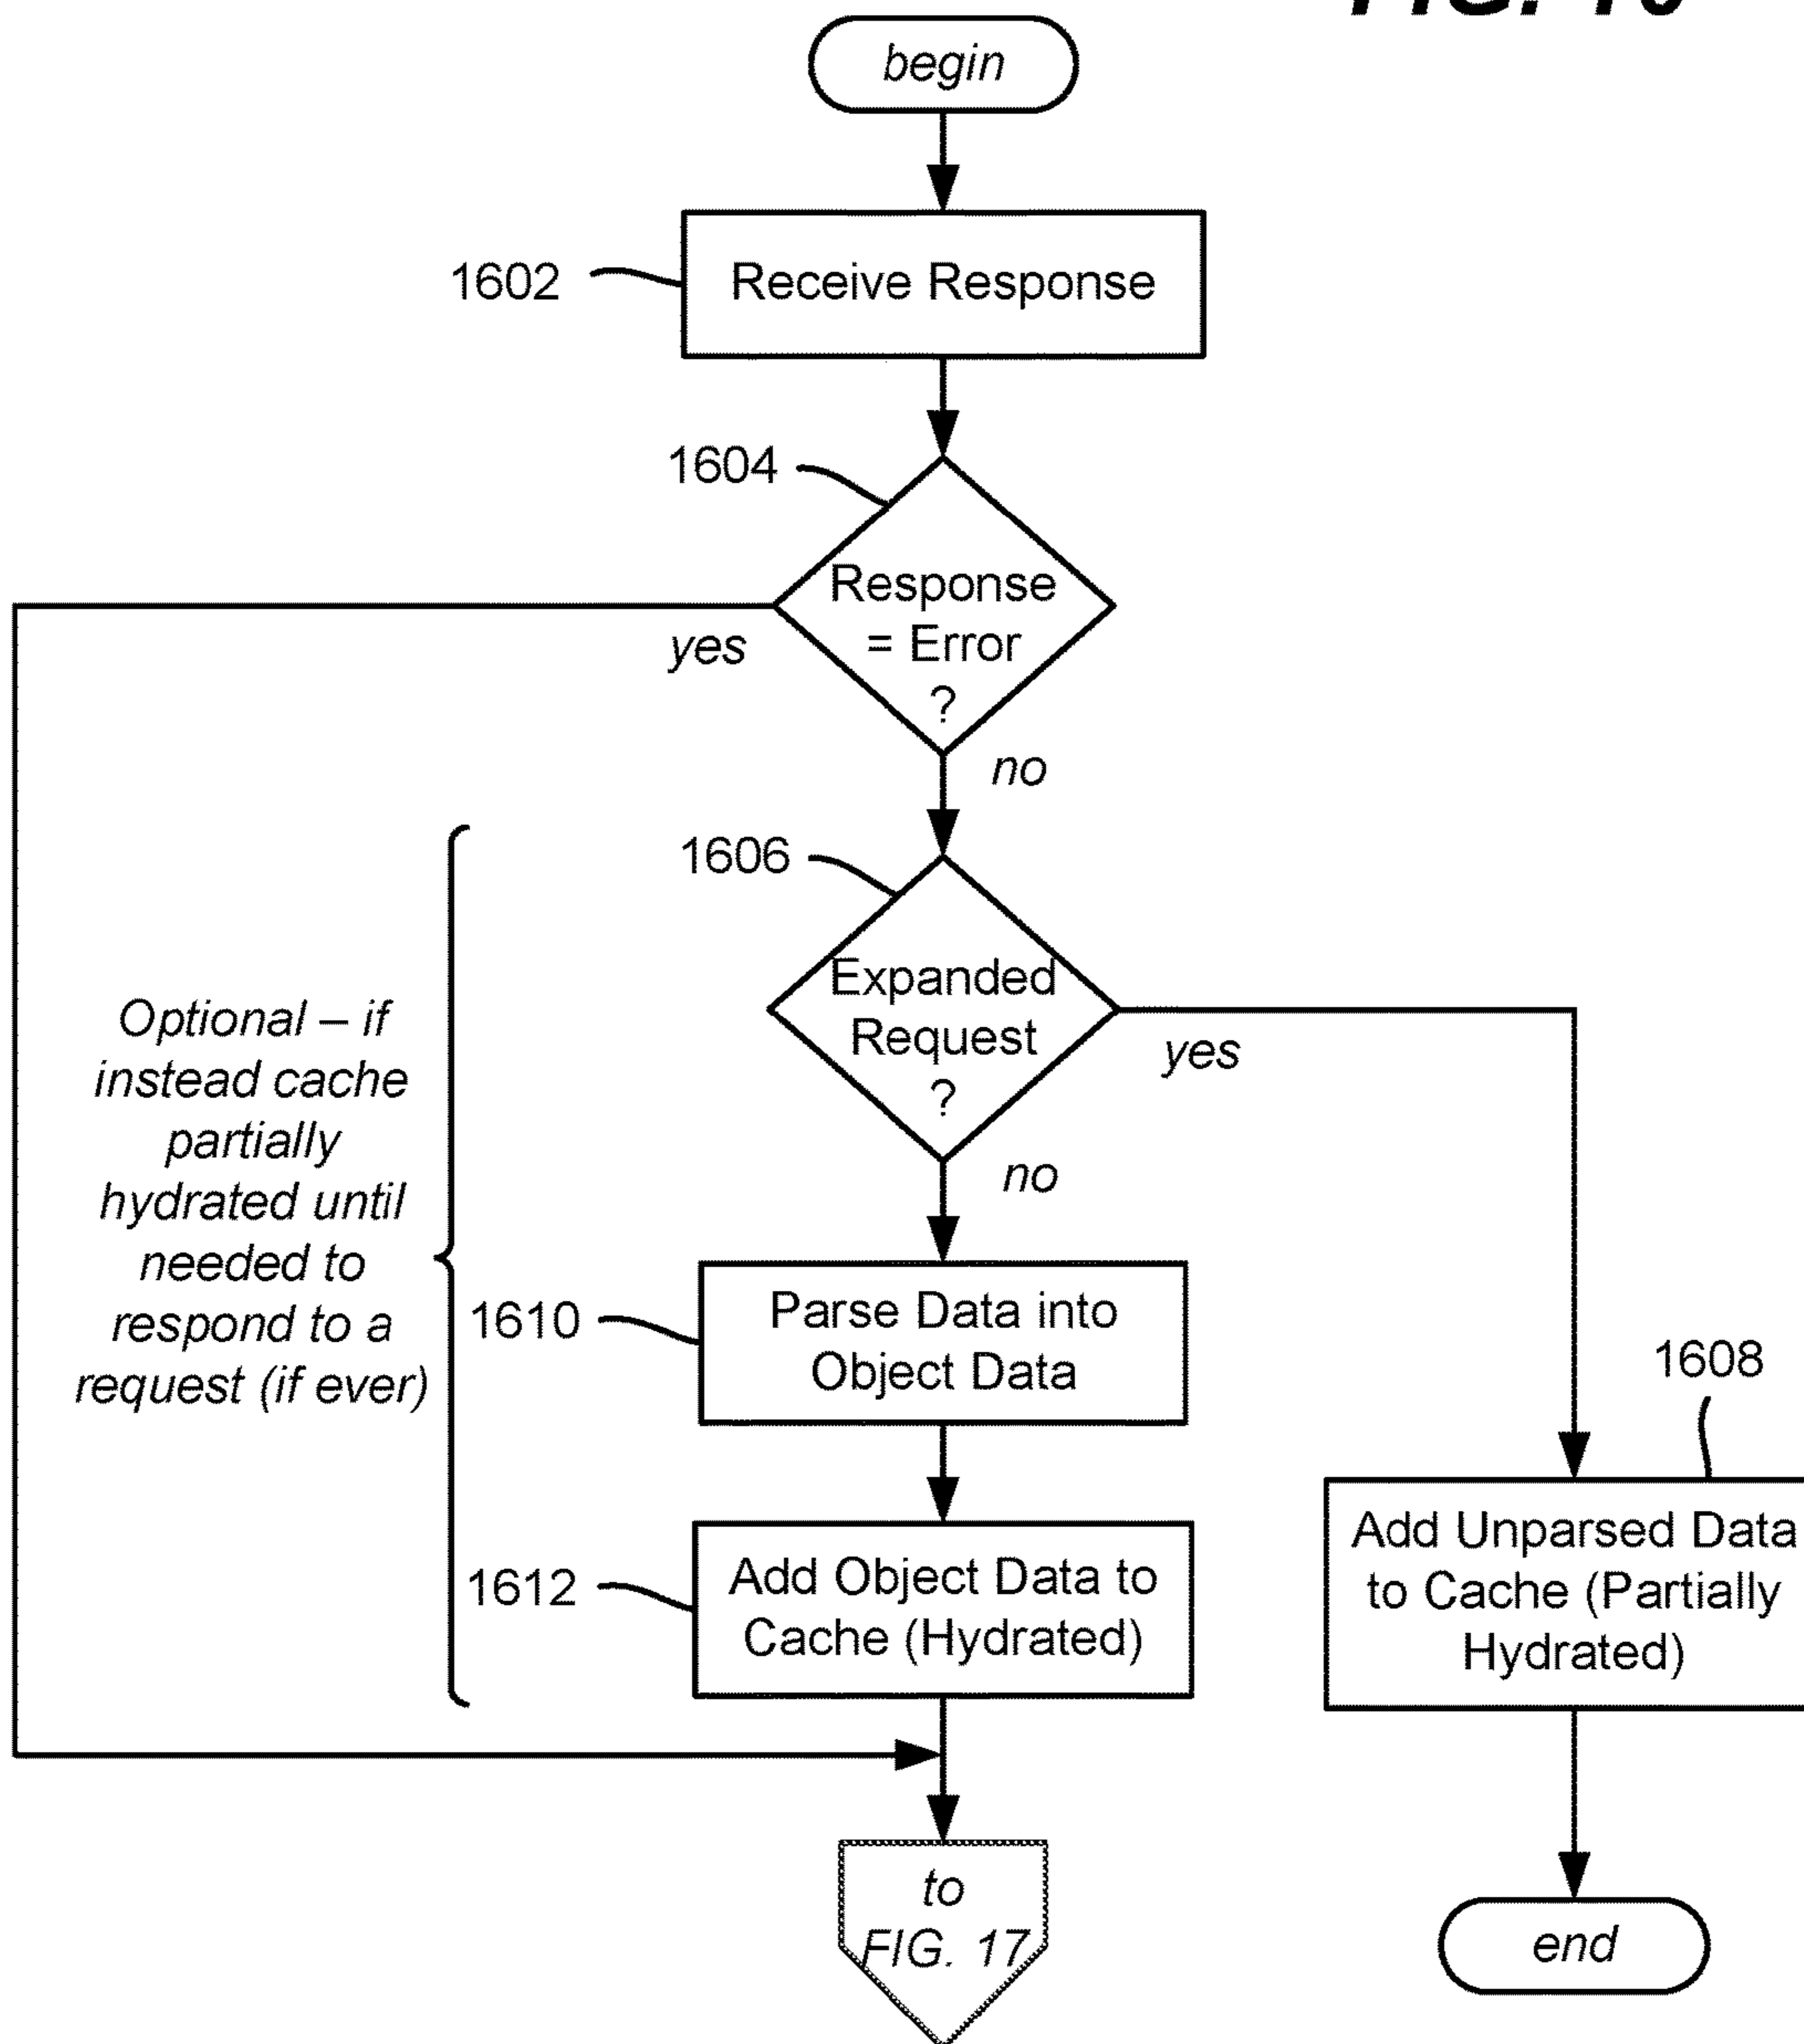 FIG.
begin
1602
Receive Response
1604
Response
= Error
?
yes
no
1606
Expanded
Request
?
yes
no
Optional – if
instead cache
partially
hydrated until
needed to
respond to a
request (if ever)
1610
Parse Data into
Object Data
1608
1612
Add Object Data to
Cache (Hydrated)
Add Unparsed Data
to Cache (Partially
Hydrated)
to
FIG. 17
end